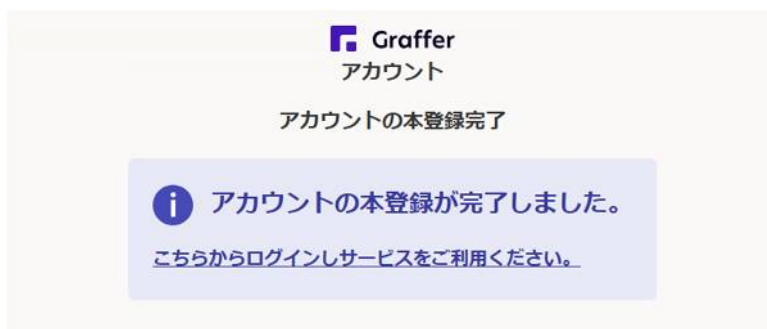 Graffer
アカウント
アカウントの本登録完了
アカウントの本登録が完了しました。
こちらからログインしサービスをご利用ください。